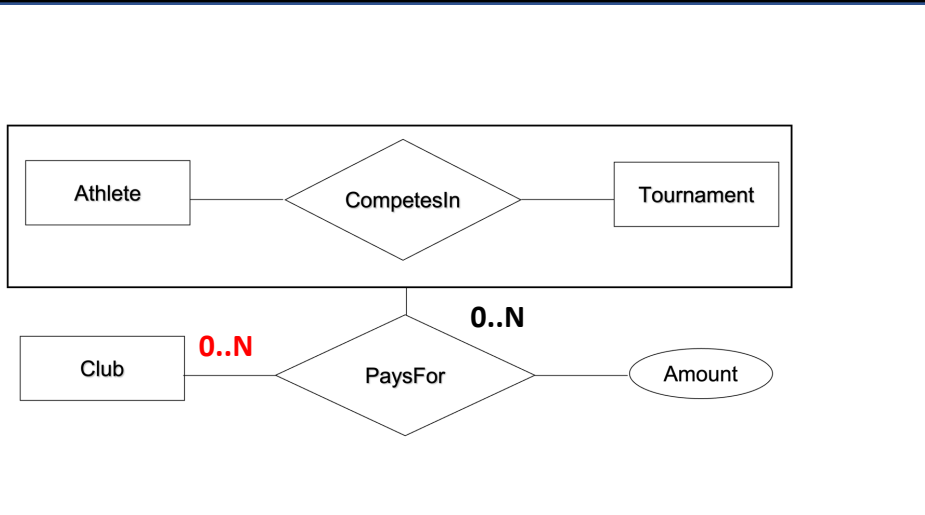 Athlete
CompetesIn
Tournament
0..N
0..N
Club
PaysFor
Amount